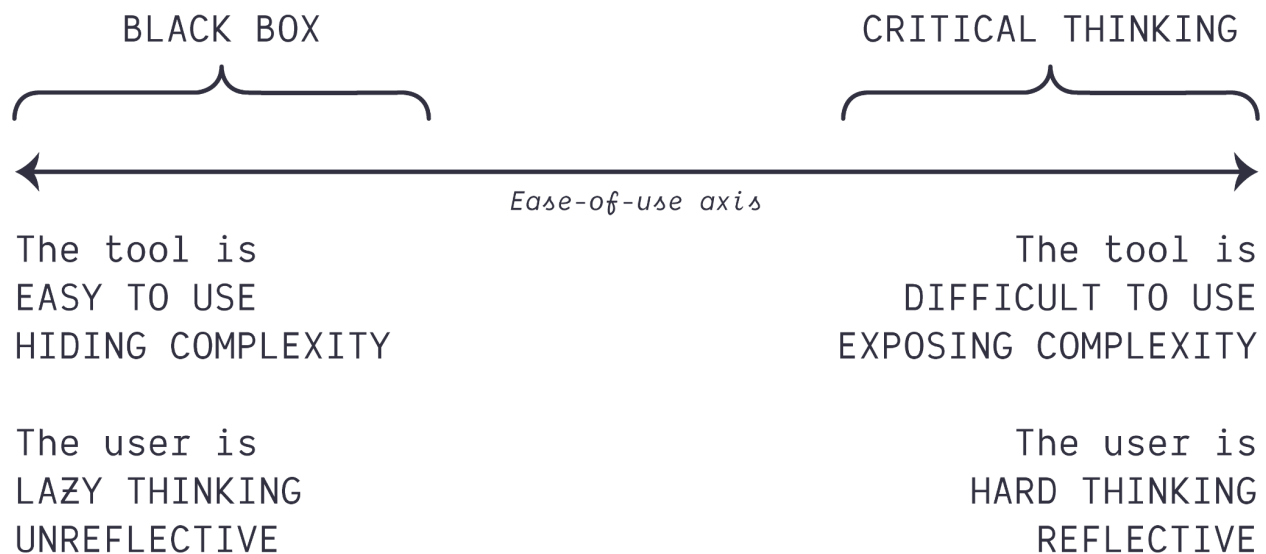 BLACK BOX
CRITICAL THINKING
Ease-of-use axis
The tool is
EASY TO USE
HIDING COMPLEXITY
The tool is
DIFFICULT TO USE
EXPOSING COMPLEXITY
The user is
LAZY THINKING
UNREFLECTIVE
The user is
HARD THINKING
REFLECTIVE